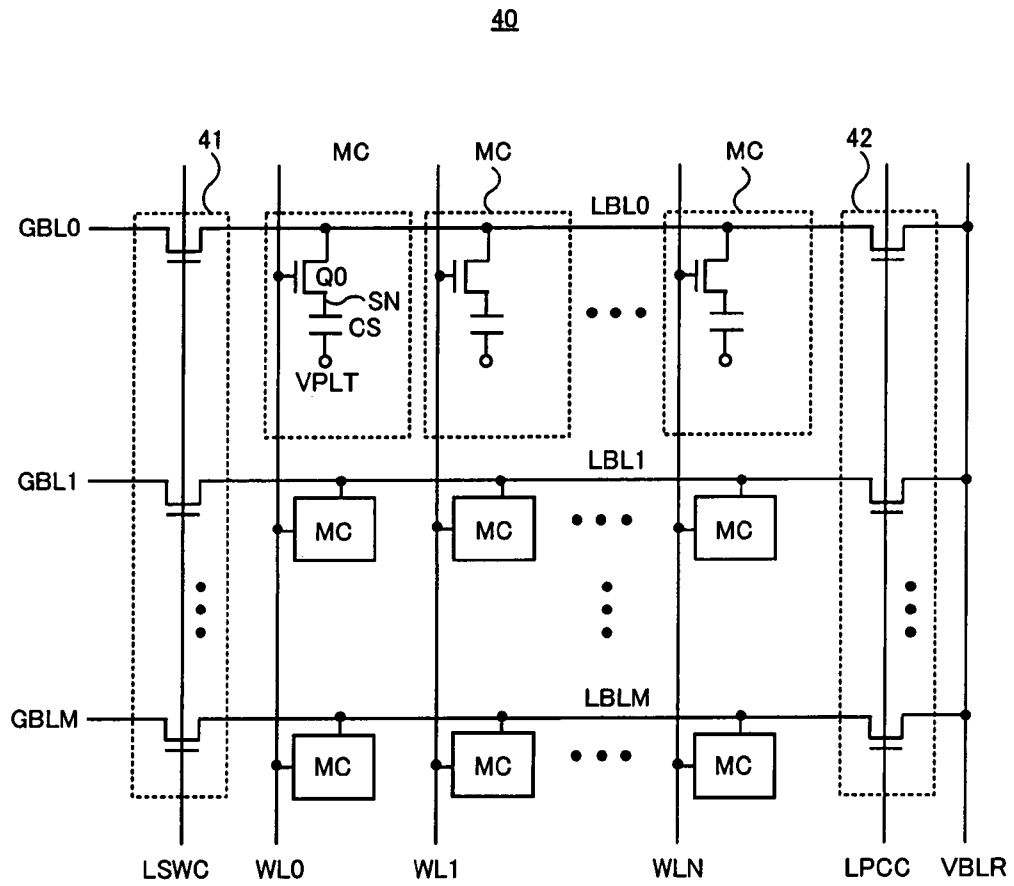 40
41 MC MC MC 42
GBL0 LBL0
Q0
SN
CS
VPLT
GBL1 LBL1
MC MC MC
GBLM LBLM
MC MC MC
LSWC WL0 WL1 WLN LPCC VBLR